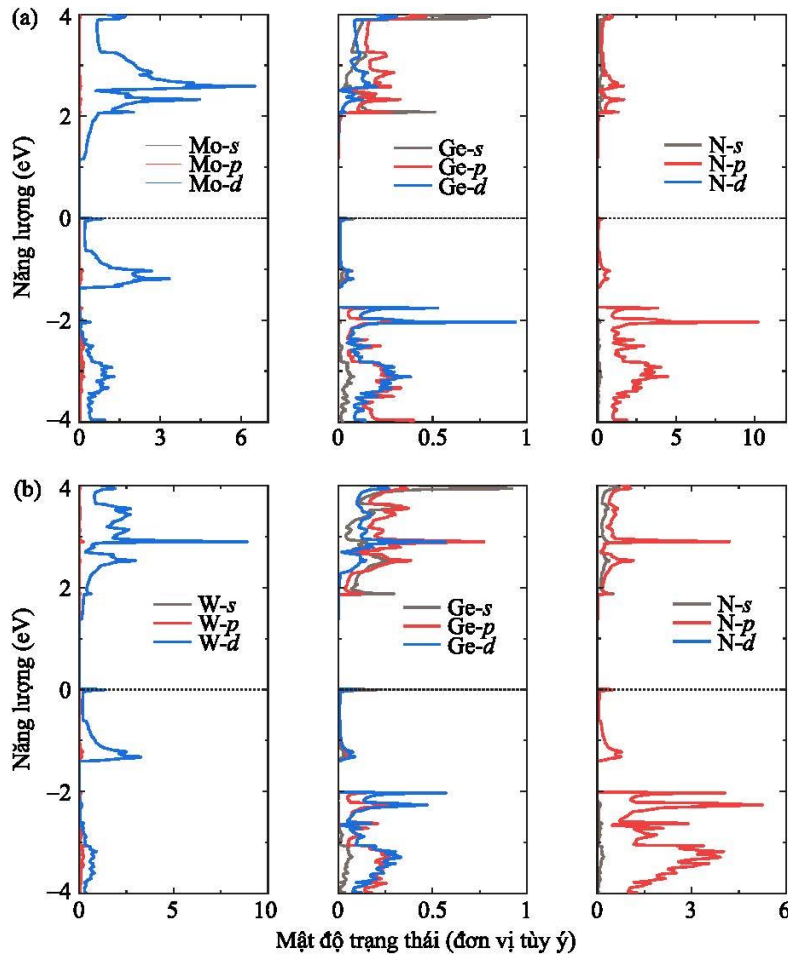 (a)
Năng lượng (eV)
4
2
0
−2
−4
Mo-s
Mo-p
Mo-d
0 3 6
Ge-s
Ge-p
Ge-d
0 0.5 1
N-s
N-p
N-d
0 5 10
(b)
Năng lượng (eV)
4
2
0
−2
−4
W-s
W-p
W-d
0 5 10
Ge-s
Ge-p
Ge-d
0 0.5 1
N-s
N-p
N-d
0 3 6
Mật độ trạng thái (đơn vị tùy ý)